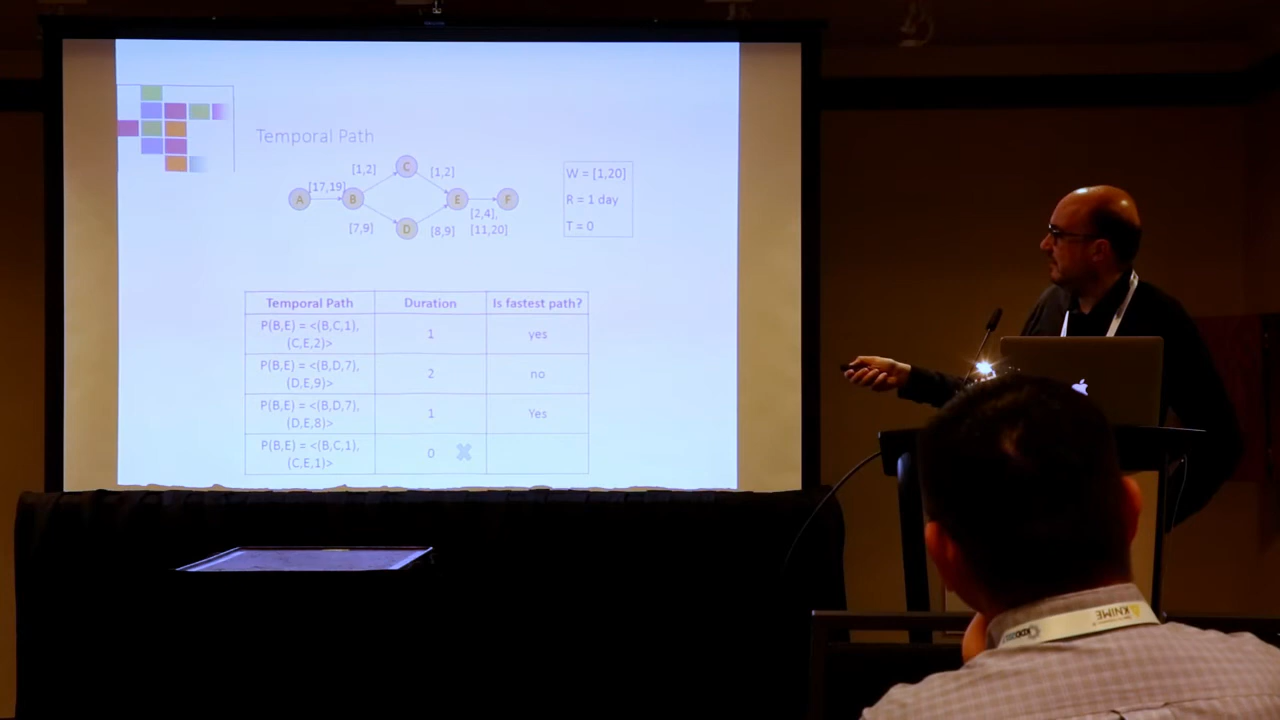 Temporal Path
[1,2]
C
[1,2]
W = [1,20]
[17,19]
A
B
E
F
R = 1 day
[2,4],
[7,9]
D
[8,9]
[11,20]
T = 0
Temporal Path Duration Is fastest path?
P(B,E) = <(B,C,1),
(C,E,2)>
1
yes
P(B,E) = <(B,D,7),
(D,E,9)>
2
no
P(B,E) = <(B,D,7),
(D,E,8)>
1
Yes
P(B,E) = <(B,C,1),
(C,E,1)>
0
KNIME